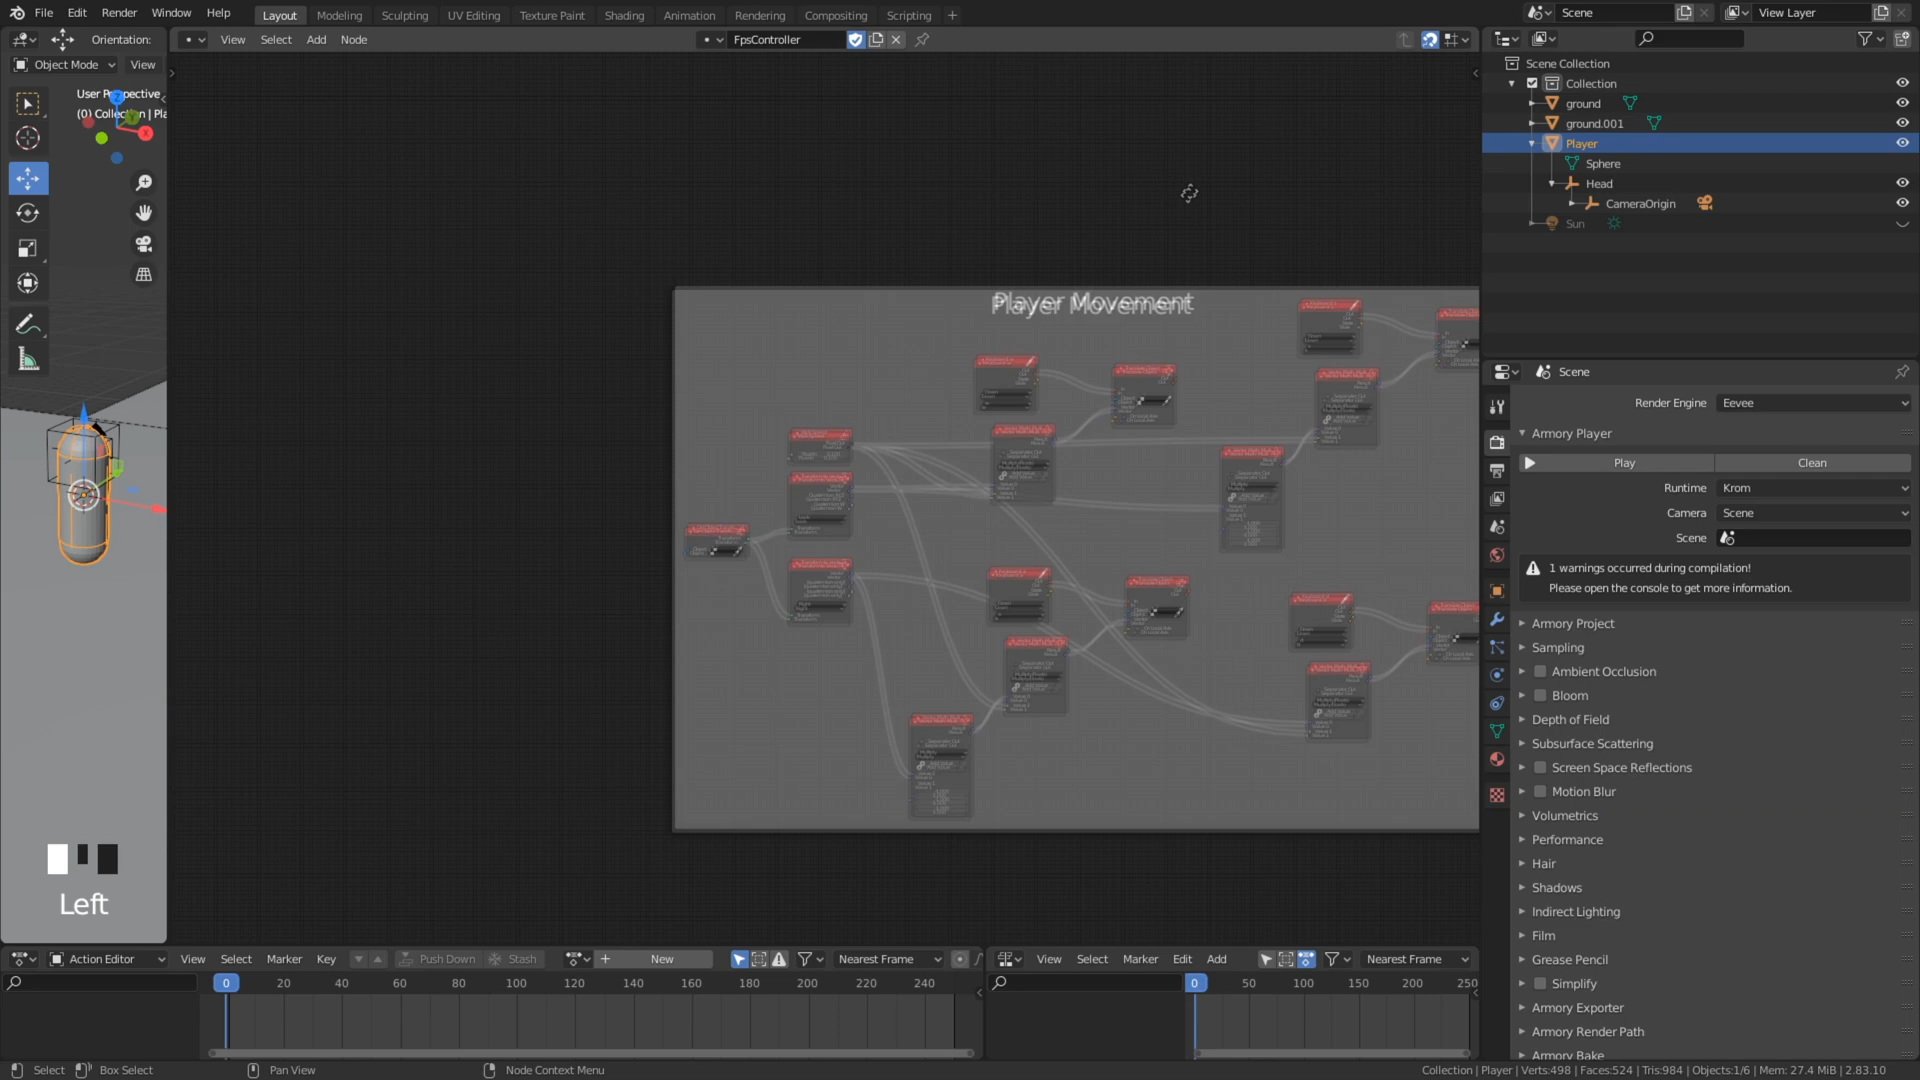 File Edit Render Window Help Layout Modeling Sculpting UV Editing Texture Paint Shading Animation Rendering Compositing Scripting + Scene View Layer
Orientation: View Select Add Node FpsController
Object Mode View
User Perspective
(0) Collection | Pla
Scene Collection
Collection
ground
ground.001
Player
Sphere
Head
CameraOrigin
Sun
Player Movement
Scene
Render Engine Eevee
Armory Player
Play Clean
Runtime Krom
Camera Scene
Scene
1 warnings occurred during compilation!
Please open the console to get more information.
Armory Project
Sampling
Ambient Occlusion
Bloom
Depth of Field
Subsurface Scattering
Screen Space Reflections
Motion Blur
Volumetrics
Performance
Hair
Shadows
Indirect Lighting
Film
Grease Pencil
Simplify
Armory Exporter
Armory Render Path
Armory Bake
Left
Action Editor View Select Marker Key Push Down Stash + New Nearest Frame View Select Marker Edit Add Nearest Frame
0 20 40 60 80 100 120 140 160 180 200 220 240 0 50 100 150 200 250
Select Box Select Pan View Node Context Menu Collection | Player | Verts:498 | Faces:524 | Tris:984 | Objects:1/6 | Mem: 27.4 MiB | 2.83.10